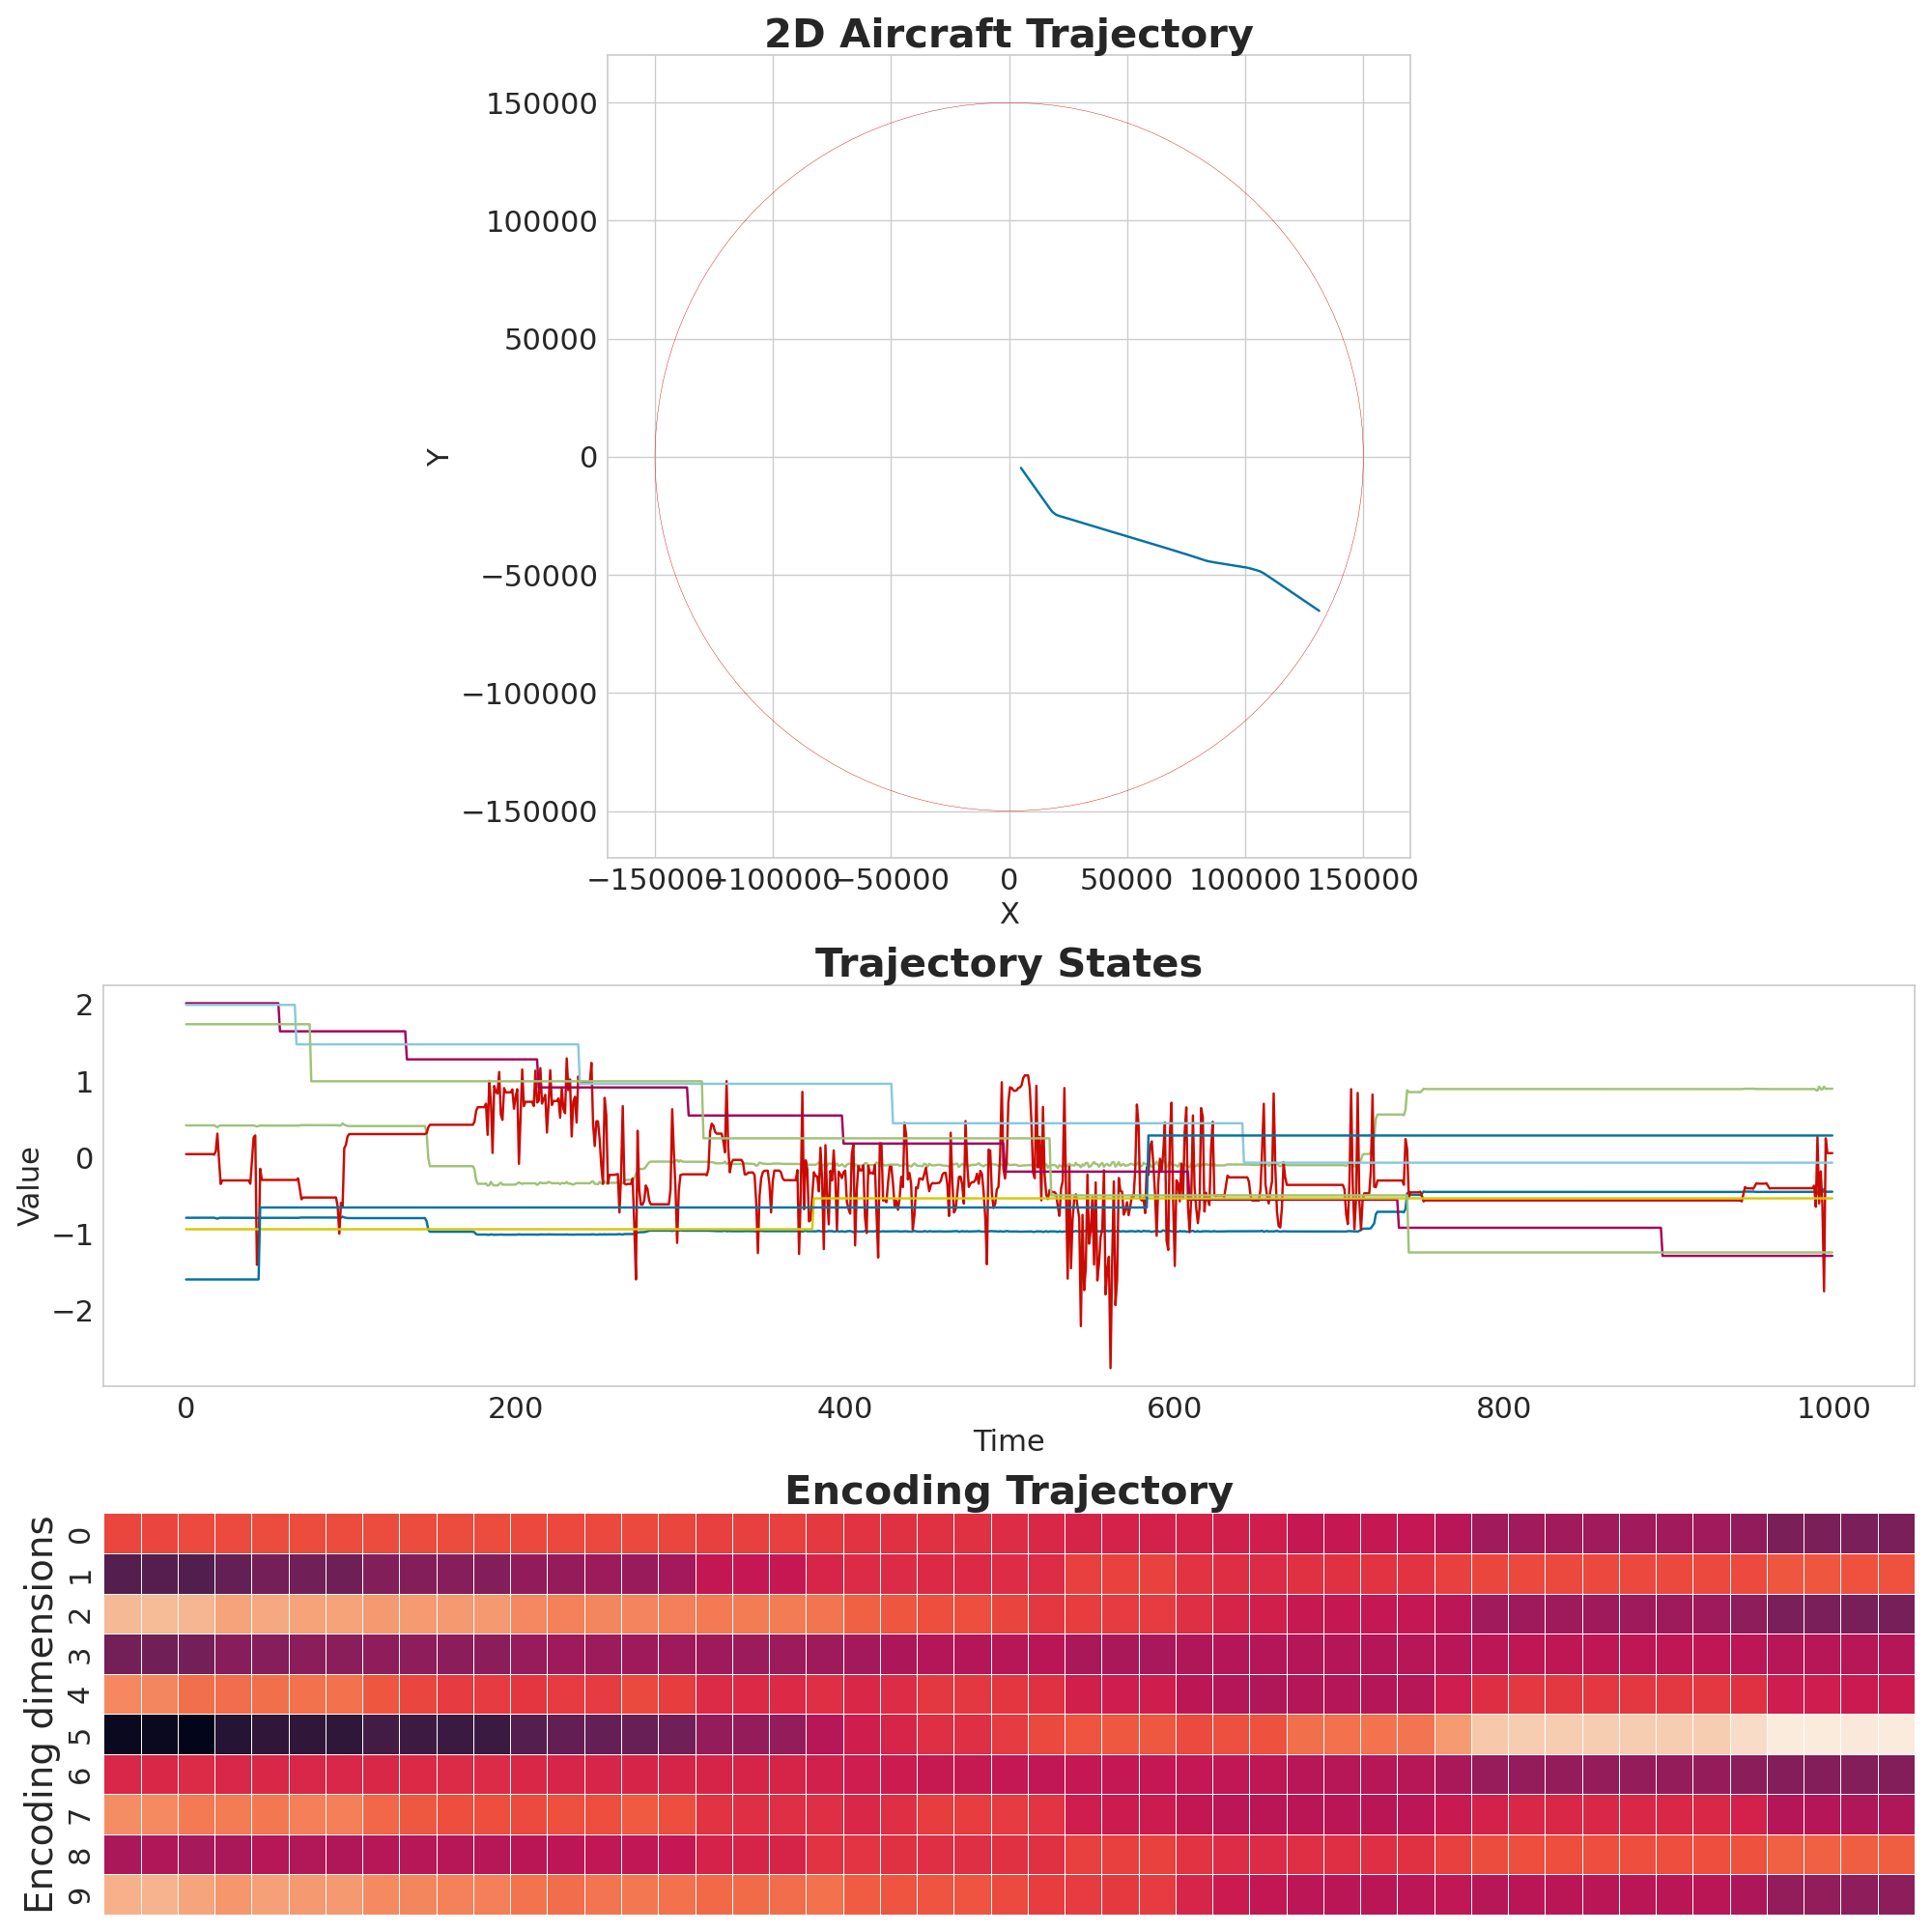 2D Aircraft Trajectory
150000
100000
50000
0
−50000
−100000
−150000
Y
−150000 −100000 −50000 0 50000 100000 150000
X
Trajectory States
2
1
0
−1
−2
Value
0 200 400 600 800 1000
Time
Encoding Trajectory
Encoding dimensions
0
1
2
3
4
5
6
7
8
9